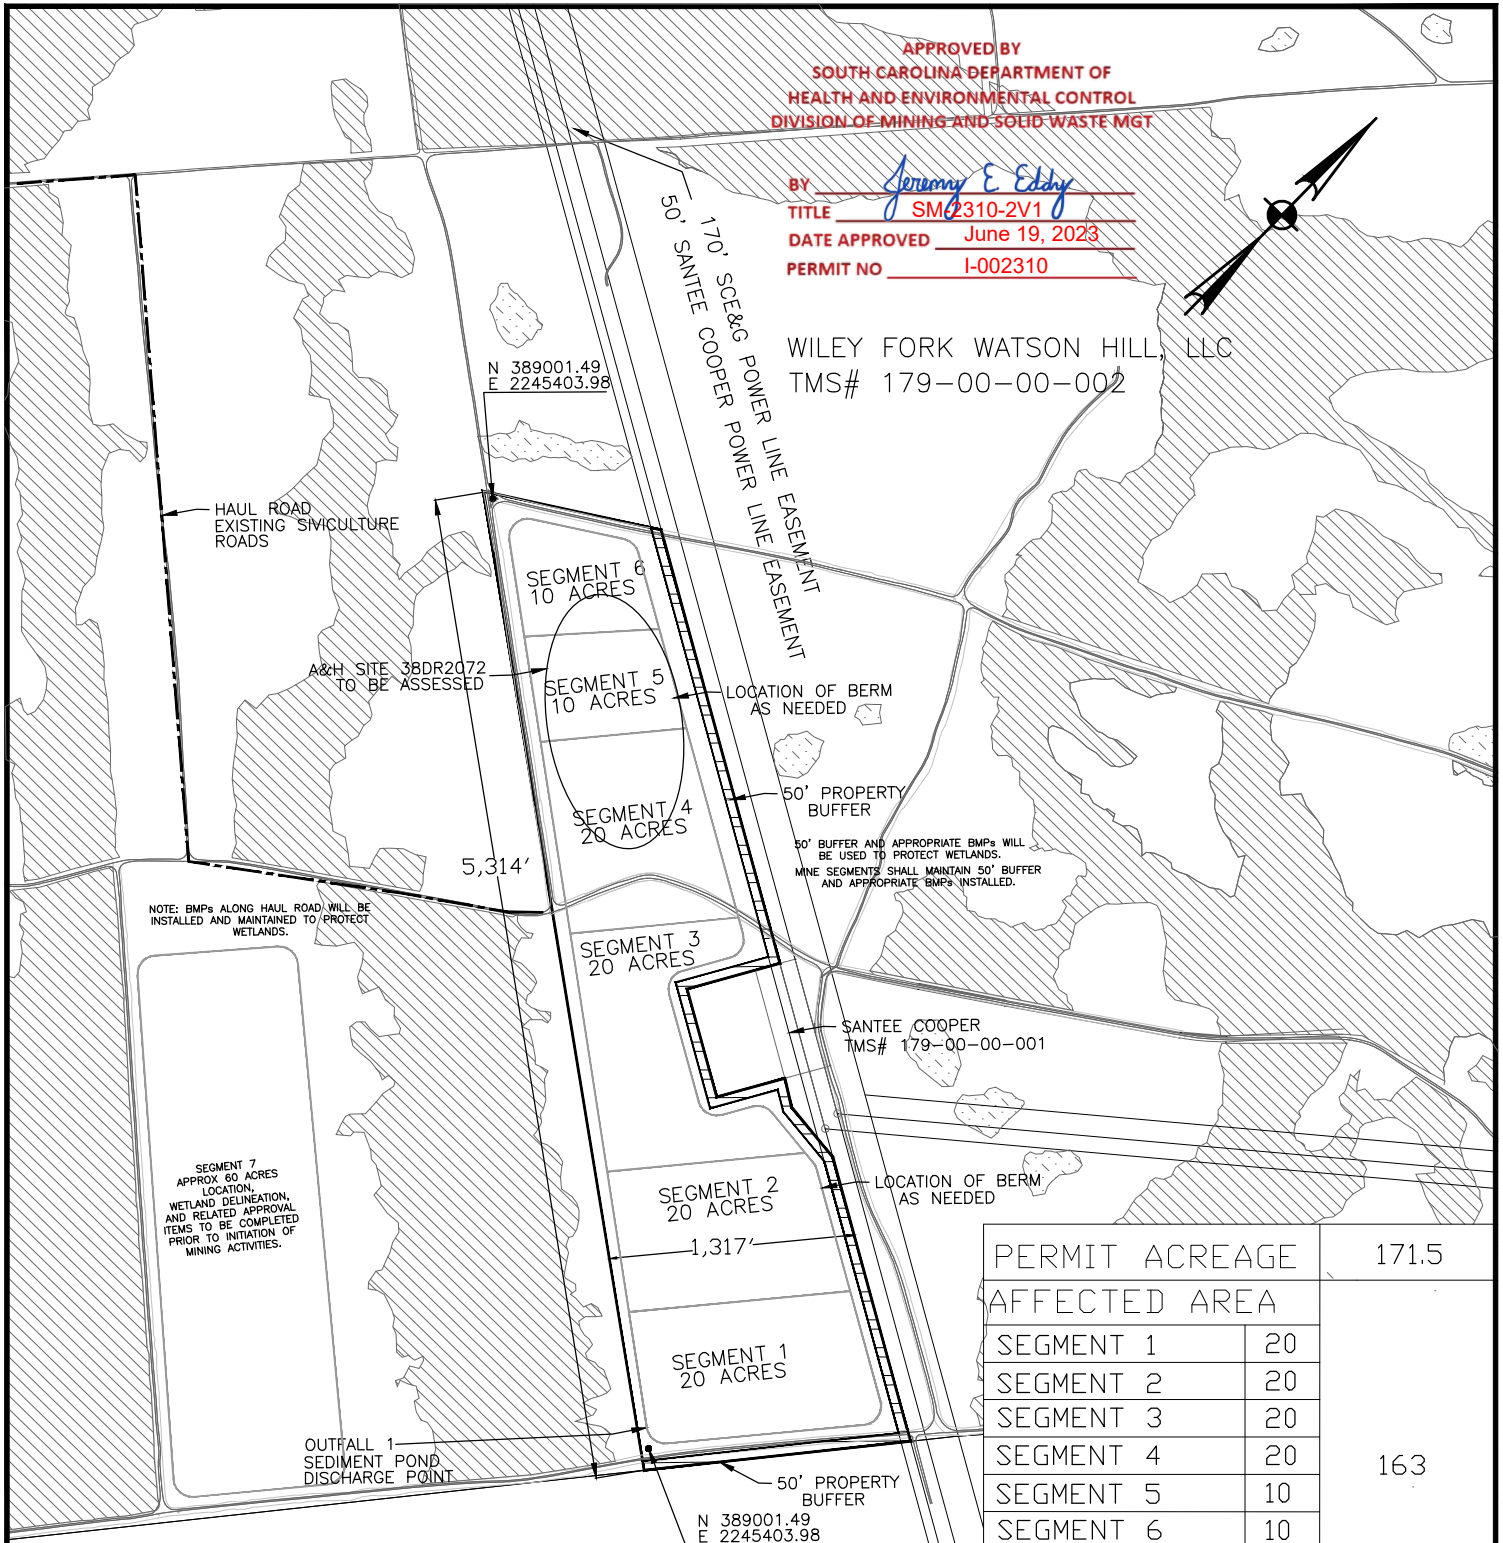 APPROVED BY
SOUTH CAROLINA DEPARTMENT OF
HEALTH AND ENVIRONMENTAL CONTROL
DIVISION OF MINING AND SOLID WASTE MGT
BY Jeremy E Eddy
TITLE SM-2310-2V1
DATE APPROVED June 19, 2023
PERMIT NO I-002310
170' SCE&G POWER LINE EASEMENT
50' SANTEE COOPER POWER LINE EASEMENT
WILEY FORK WATSON HILL, LLC
TMS# 179-00-00-002
N 389001.49
E 2245403.98
HAUL ROAD
EXISTING SIVICULTURE
ROADS
SEGMENT 6
10 ACRES
A&H SITE 38DR2072
TO BE ASSESSED
SEGMENT 5
10 ACRES
LOCATION OF BERM
AS NEEDED
50' PROPERTY
BUFFER
SEGMENT 4
20 ACRES
50' BUFFER AND APPROPRIATE BMPs WILL
BE USED TO PROTECT WETLANDS.
MINE SEGMENTS SHALL MAINTAIN 50' BUFFER
AND APPROPRIATE BMPs INSTALLED.
5,314'
NOTE: BMPs ALONG HAUL ROAD WILL BE
INSTALLED AND MAINTAINED TO PROTECT
WETLANDS.
SEGMENT 3
20 ACRES
SANTEE COOPER
TMS# 179-00-00-001
SEGMENT 7
APPROX 60 ACRES
LOCATION,
WETLAND DELINEATION,
AND RELATED APPROVAL
ITEMS TO BE COMPLETED
PRIOR TO INITIATION OF
MINING ACTIVITIES.
SEGMENT 2
20 ACRES
LOCATION OF BERM
AS NEEDED
1,317'
SEGMENT 1
20 ACRES
OUTFALL 1
SEDIMENT POND
DISCHARGE POINT
50' PROPERTY
BUFFER
N 389001.49
E 2245403.98
PERMIT ACREAGE 171.5
AFFECTED AREA
SEGMENT 1 20
SEGMENT 2 20
SEGMENT 3 20
SEGMENT 4 20
163
SEGMENT 5 10
SEGMENT 6 10